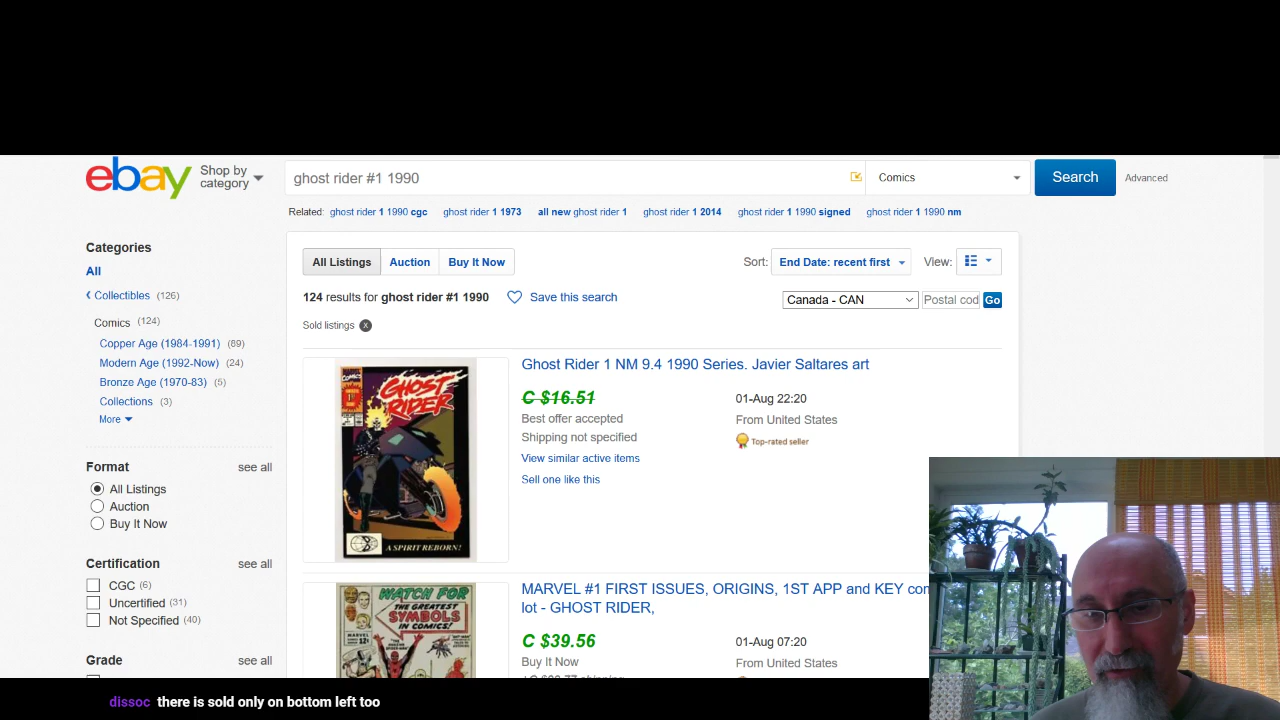 ebay
Shop by category
ghost rider #1 1990
Comics
Search
Advanced
Related: ghost rider 1 1990 cgc ghost rider 1 1973 all new ghost rider 1 ghost rider 1 2014 ghost rider 1 1990 signed ghost rider 1 1990 nm
Categories
All
Collectibles (126)
Comics (124)
Copper Age (1984-1991) (89)
Modern Age (1992-Now) (24)
Bronze Age (1970-83) (5)
Collections (3)
More
Format see all
All Listings
Auction
Buy It Now
Certification see all
CGC (6)
Uncertified (31)
Not Specified (40)
Grade see all
All Listings Auction Buy It Now
Sort: End Date: recent first View:
124 results for ghost rider #1 1990 Save this search
Canada - CAN Postal cod Go
Sold listings X
Ghost Rider 1 NM 9.4 1990 Series. Javier Saltares art
C $16.51 01-Aug 22:20
Best offer accepted From United States
Shipping not specified Top-rated seller
View similar active items
Sell one like this
GHOST
RIDER
A SPIRIT REBORN!
MARVEL #1 FIRST ISSUES, ORIGINS, 1ST APP and KEY
lot - GHOST RIDER,
C $39.56 01-Aug 07:20
Buy It Now From United States
WATCH FOR
THE GREATEST
SYMBOLS
IN COMICS!
dissoc there is sold only on bottom left too